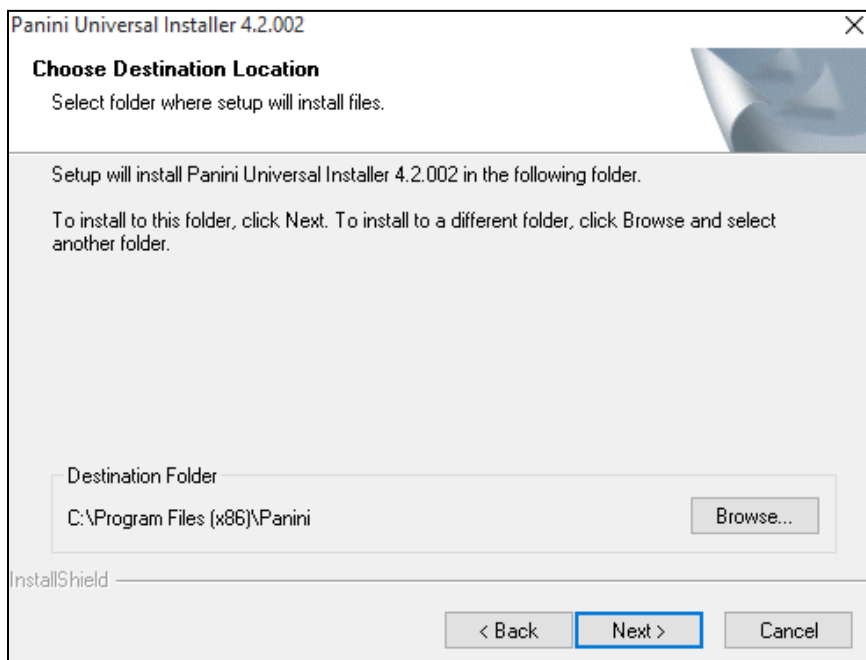 Panini Universal Installer 4.2.002
Choose Destination Location
Select folder where setup will install files.
Setup will install Panini Universal Installer 4.2.002 in the following folder.
To install to this folder, click Next. To install to a different folder, click Browse and select
another folder.
Destination Folder
C:\Program Files (x86)\Panini
Browse...
InstallShield
< Back
Next >
Cancel